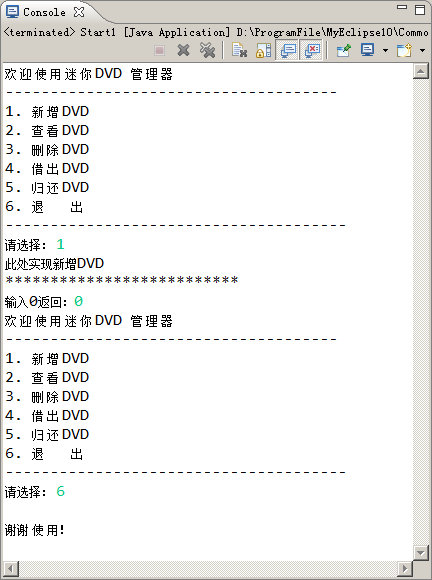 Console
<terminated> Start1 [Java Application] D:\ProgramFile\MyEclipse10\Commo
欢迎使用迷你DVD 管理器
-------------------------------------
1. 新增DVD
2. 查看DVD
3. 删除DVD
4. 借出DVD
5. 归还DVD
6. 退 出
--------------------------------------
请选择: 1
此处实现新增DVD
**************************
输入0返回: 0
欢迎使用迷你DVD 管理器
-------------------------------------
1. 新增DVD
2. 查看DVD
3. 删除DVD
4. 借出DVD
5. 归还DVD
6. 退 出
--------------------------------------
请选择: 6
谢谢使用!